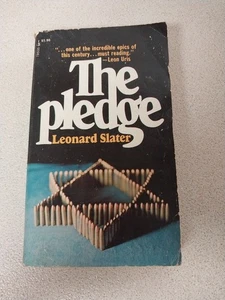 "...one of the incredible epics of
this century...must reading."
—Leon Uris
The
pledge
Leonard Slater